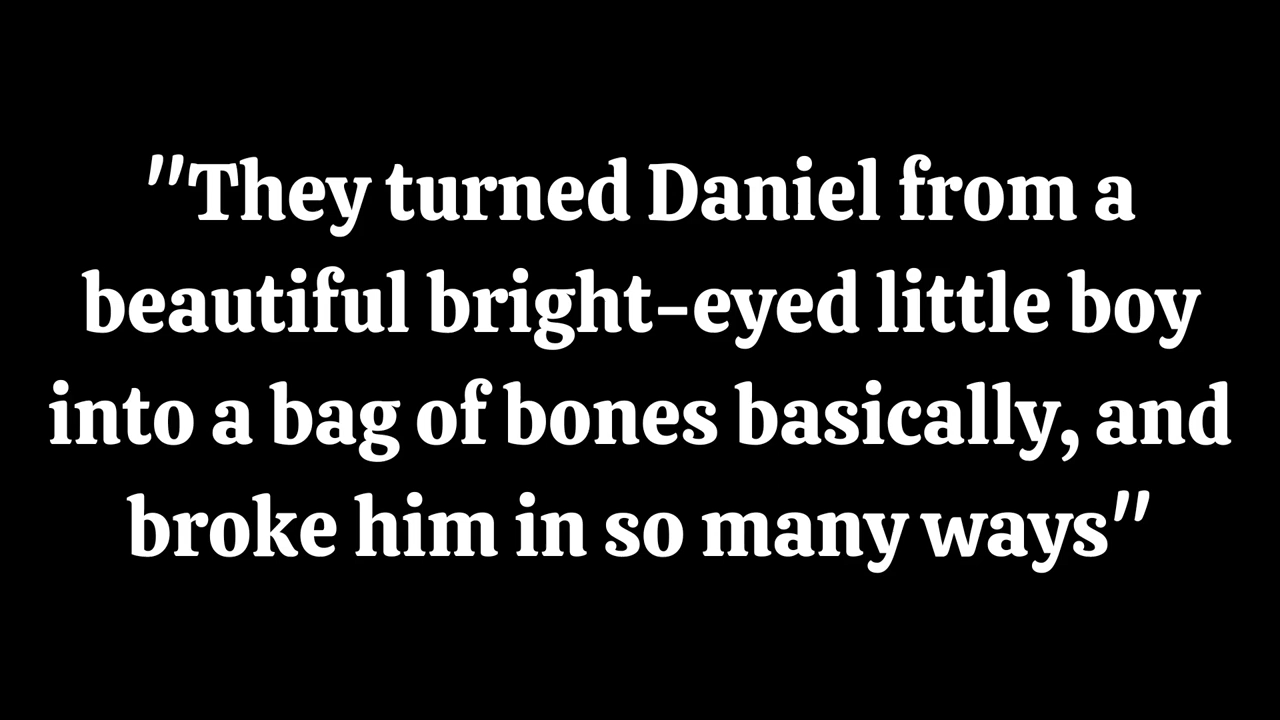 "They turned Daniel from a
beautiful bright-eyed little boy
into a bag of bones basically, and
broke him in so many ways"